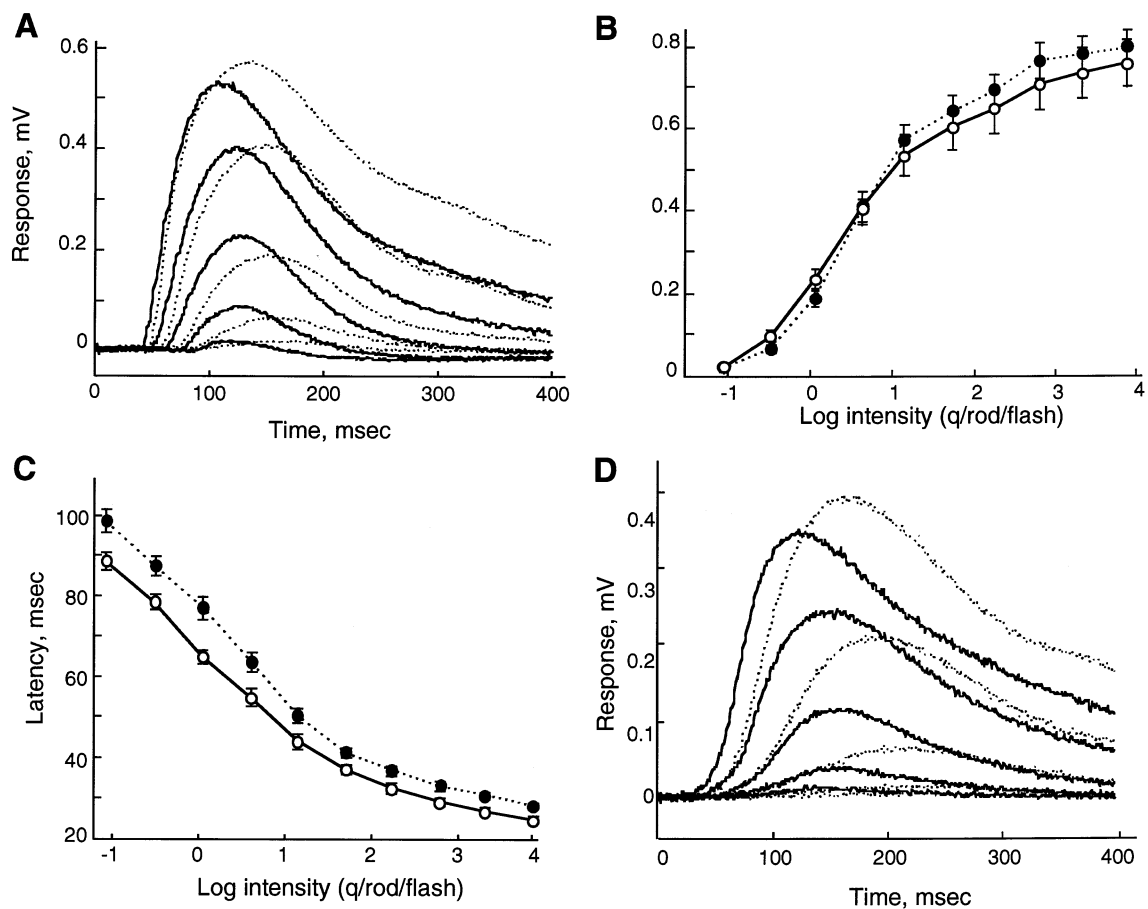 A
0.6
0.4
0.2
0
Response, mV
0 100 200 300 400
Time, msec
B
0.8
0.6
0.4
0.2
0
-1 0 1 2 3 4
Log intensity (q/rod/flash)
C
100
80
60
40
20
Latency, msec
-1 0 1 2 3 4
Log intensity (q/rod/flash)
D
0.4
0.3
0.2
0.1
0
Response, mV
0 100 200 300 400
Time, msec